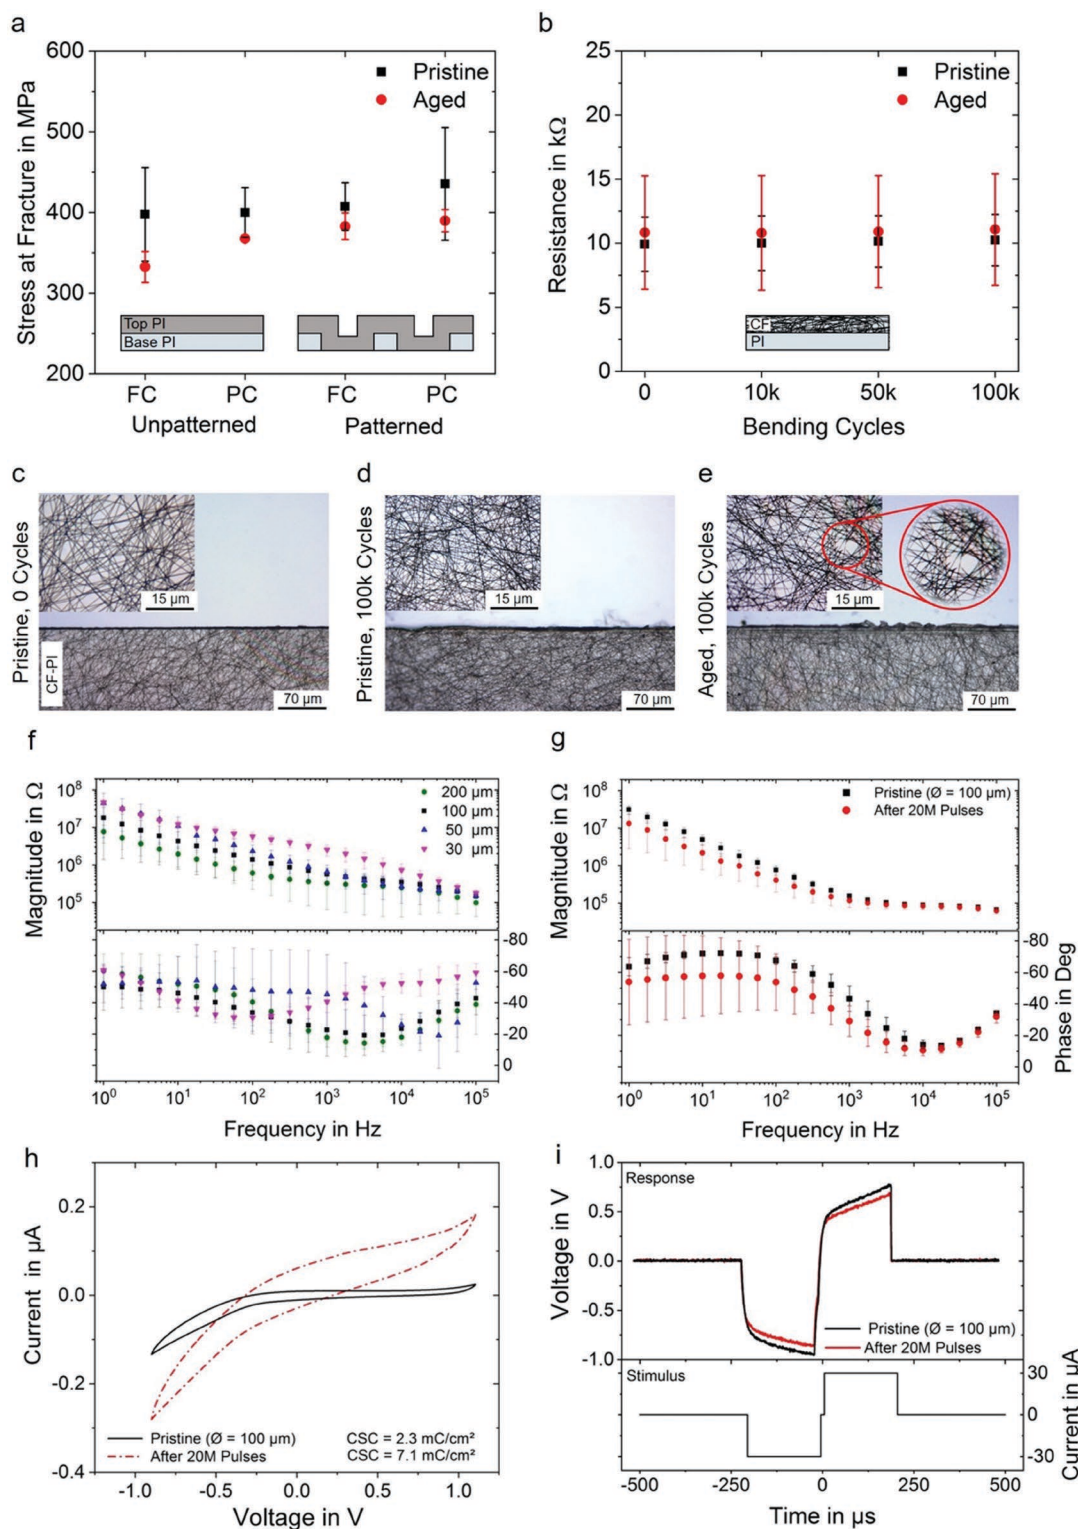 a
600
500
400
300
200
Stress at Fracture in MPa
Pristine
Aged
Top PI
Base PI
FC
PC
FC
PC
Unpatterned
Patterned
b
25
20
15
10
5
0
Resistance in kΩ
Pristine
Aged
CF
PI
0
10k
50k
100k
Bending Cycles
c
Pristine, 0 Cycles
15 µm
CF-PI
70 µm
d
Pristine, 100k Cycles
15 µm
70 µm
e
Aged, 100k Cycles
15 µm
70 µm
f
Magnitude in Ω
10⁸
10⁷
10⁶
10⁵
200 µm
100 µm
50 µm
30 µm
-80
-60
-40
-20
0
10⁰
10¹
10²
10³
10⁴
10⁵
Frequency in Hz
g
Magnitude in Ω
10⁸
10⁷
10⁶
10⁵
Pristine (Ø = 100 µm)
After 20M Pulses
-80
-60
-40
-20
0
Phase in Deg
10⁰
10¹
10²
10³
10⁴
10⁵
Frequency in Hz
h
0.2
0.0
-0.2
-0.4
Current in µA
Pristine (Ø = 100 µm)
CSC = 2.3 mC/cm²
After 20M Pulses
CSC = 7.1 mC/cm²
-1.0
-0.5
0.0
0.5
1.0
Voltage in V
i
1.0
0.5
0.0
-0.5
-1.0
Voltage in V
Response
Pristine (Ø = 100 µm)
After 20M Pulses
Stimulus
30
0
-30
Current in µA
-500
-250
0
250
500
Time in µs